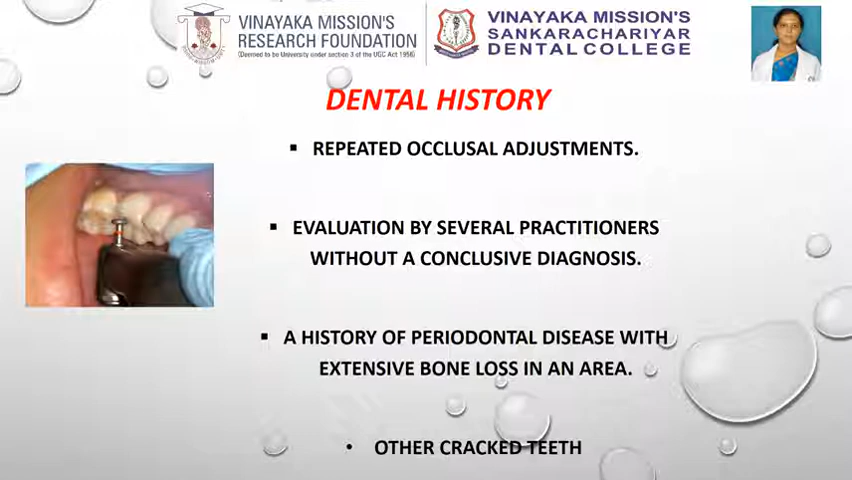 VINAYAKA MISSION'S
RESEARCH FOUNDATION
(Deemed to be University under section 3 of the UGC Act 1956)
VINAYAKA MISSION'S
SANKARACHARIYAR
DENTAL COLLEGE
DENTAL HISTORY
▪ REPEATED OCCLUSAL ADJUSTMENTS.
▪ EVALUATION BY SEVERAL PRACTITIONERS
WITHOUT A CONCLUSIVE DIAGNOSIS.
▪ A HISTORY OF PERIODONTAL DISEASE WITH
EXTENSIVE BONE LOSS IN AN AREA.
• OTHER CRACKED TEETH